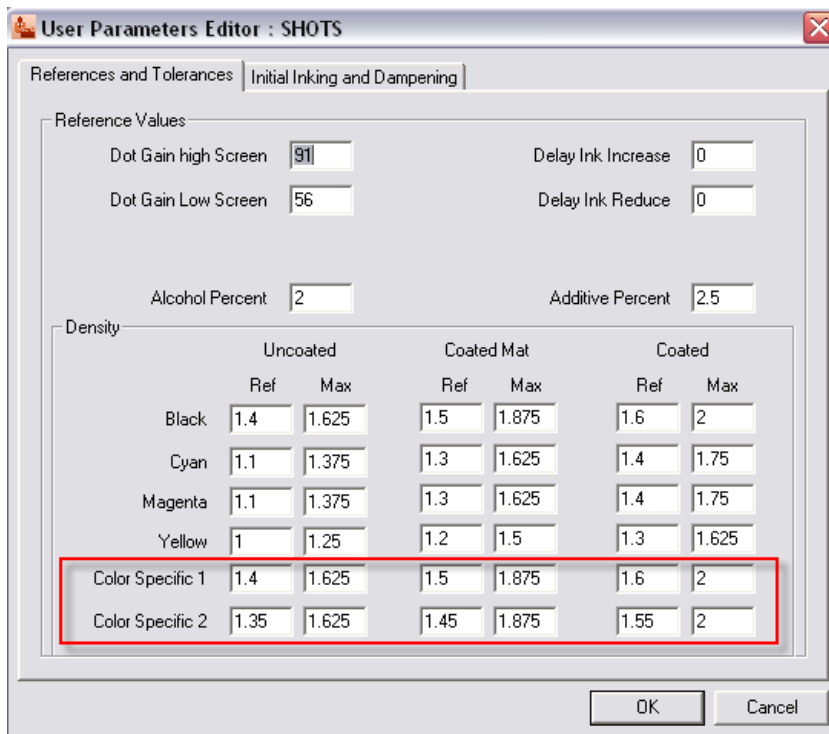 User Parameters Editor : SHOTS
References and Tolerances Initial Inking and Dampening
Reference Values
Dot Gain high Screen 91 Delay Ink Increase 0
Dot Gain Low Screen 56 Delay Ink Reduce 0
Alcohol Percent 2 Additive Percent 2.5
Density
Uncoated Coated Mat Coated
Ref Max Ref Max Ref Max
Black 1.4 1.625 1.5 1.875 1.6 2
Cyan 1.1 1.375 1.3 1.625 1.4 1.75
Magenta 1.1 1.375 1.3 1.625 1.4 1.75
Yellow 1 1.25 1.2 1.5 1.3 1.625
Color Specific 1 1.4 1.625 1.5 1.875 1.6 2
Color Specific 2 1.35 1.625 1.45 1.875 1.55 2
OK Cancel